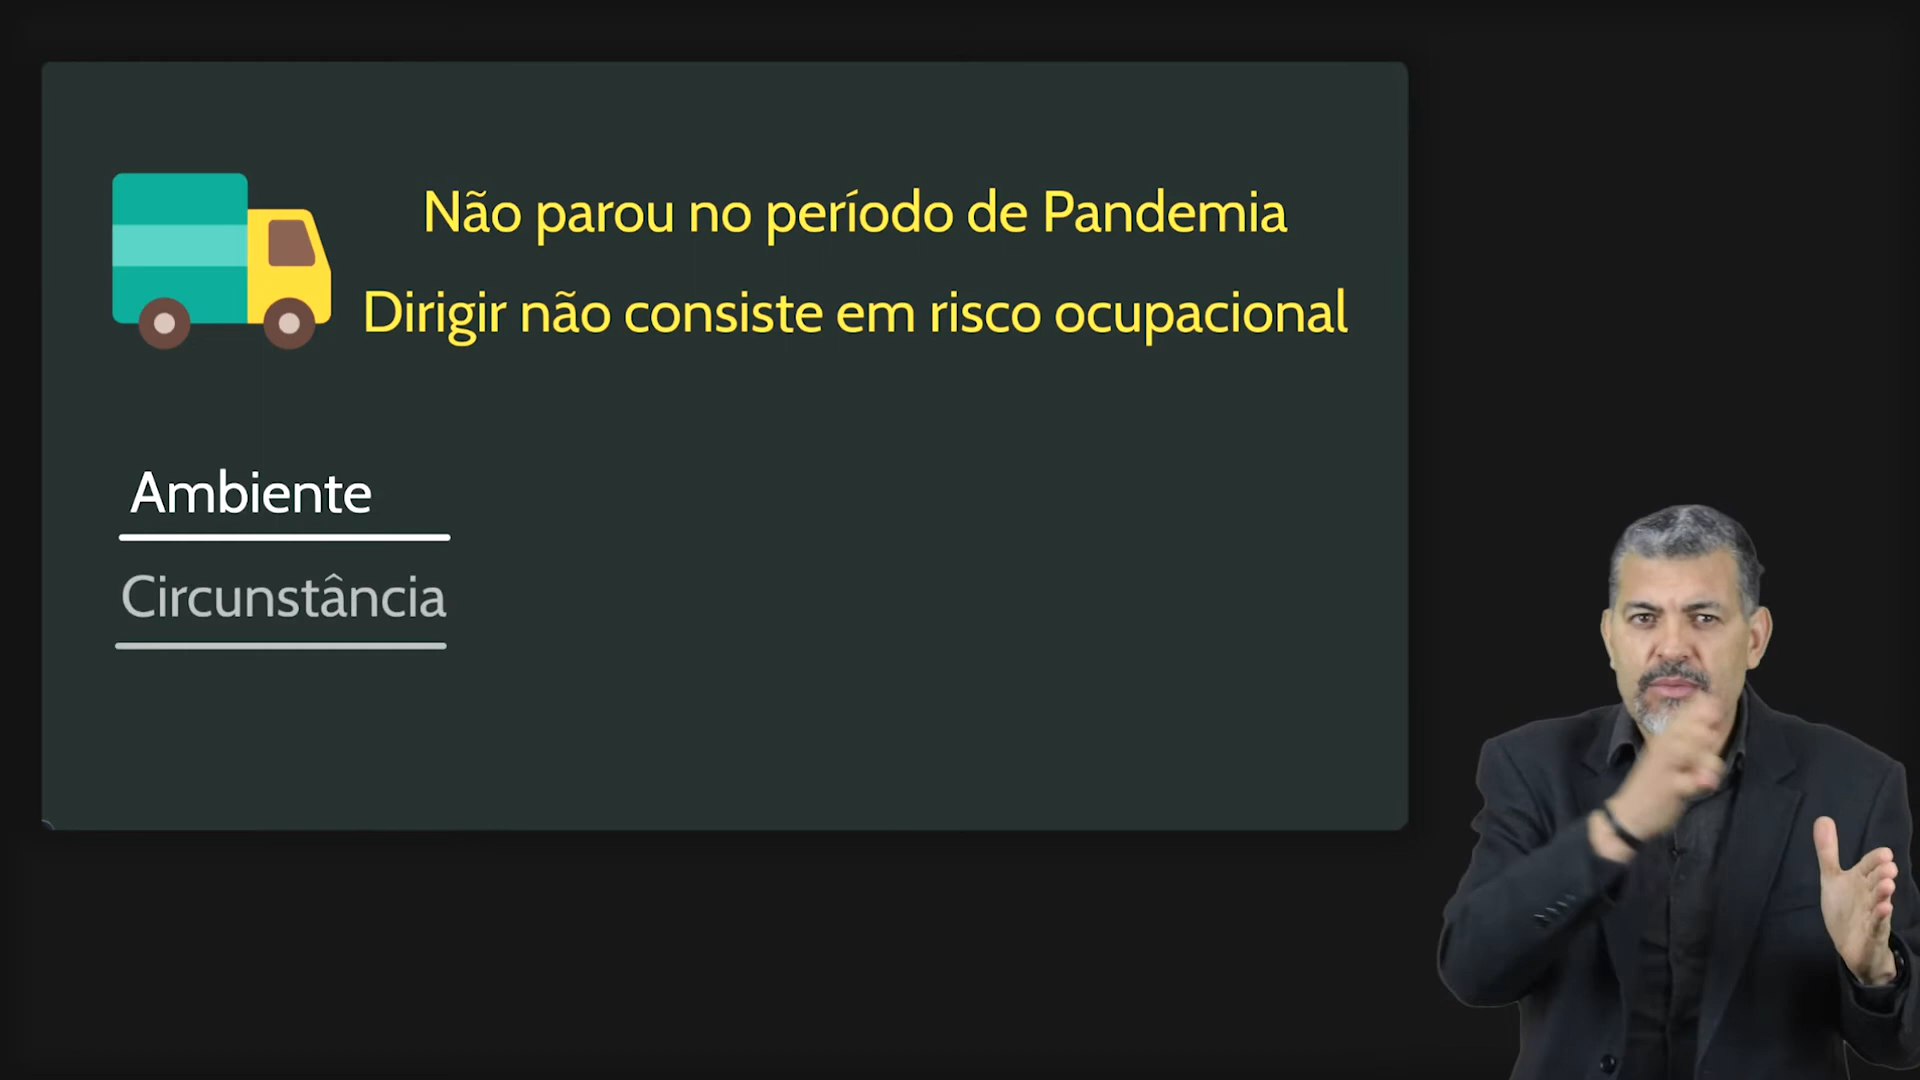 Não parou no período de Pandemia
Dirigir não consiste em risco ocupacional
Ambiente
Circunstância